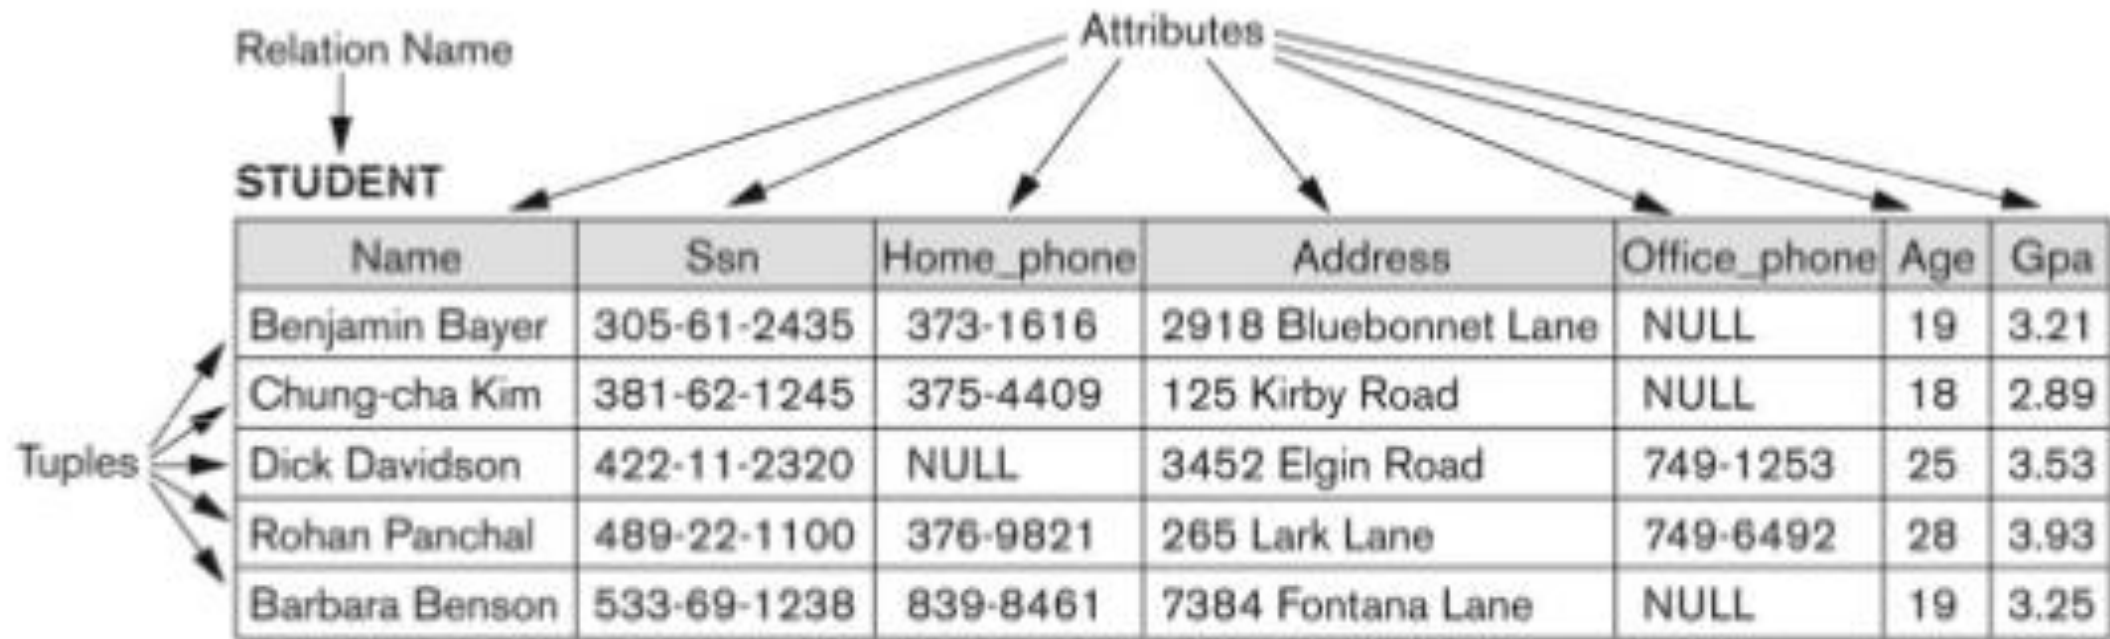 Attributes
Relation Name
STUDENT
Name Ssn Home_phone Address Office_phone Age Gpa
Benjamin Bayer 305-61-2435 373-1616 2918 Bluebonnet Lane NULL 19 3.21
Chung-cha Kim 381-62-1245 375-4409 125 Kirby Road NULL 18 2.89
Tuples Dick Davidson 422-11-2320 NULL 3452 Elgin Road 749-1253 25 3.53
Rohan Panchal 489-22-1100 376-9821 265 Lark Lane 749-6492 28 3.93
Barbara Benson 533-69-1238 839-8461 7384 Fontana Lane NULL 19 3.25